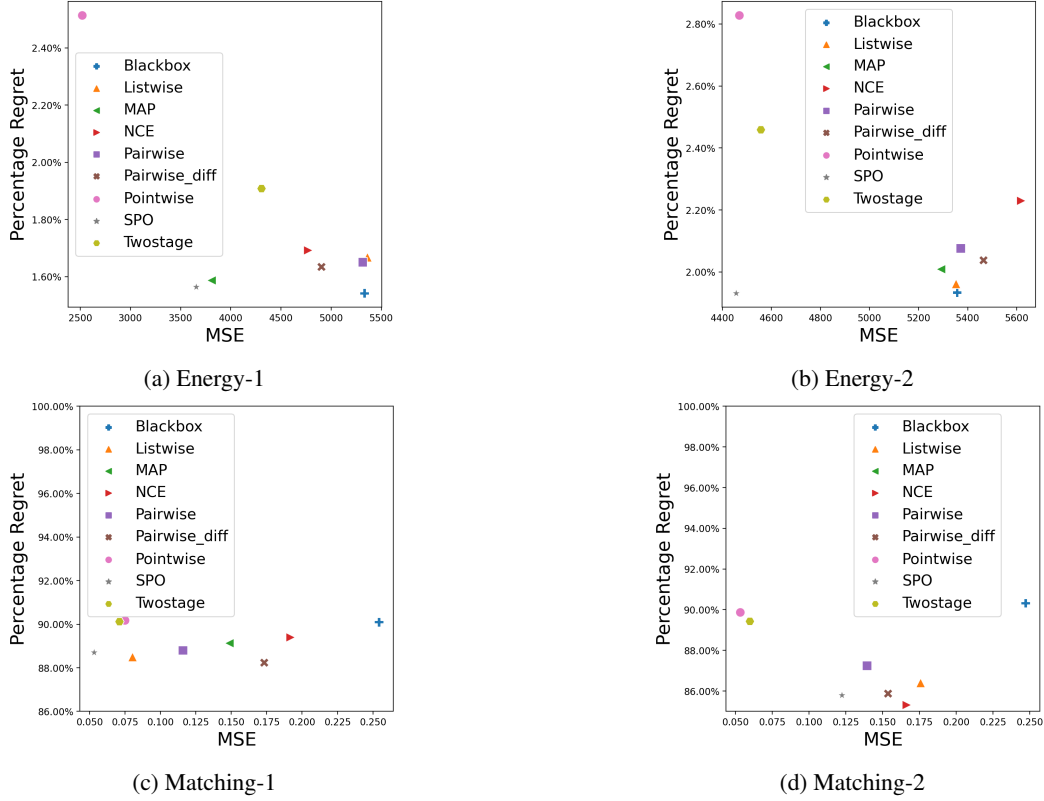 2.40%
2.20%
2.00%
1.80%
1.60%
Percentage Regret
Blackbox
Listwise
MAP
NCE
Pairwise
Pairwise_diff
Pointwise
SPO
Twostage
2500 3000 3500 4000 4500 5000 5500
MSE
(a) Energy-1
2.80%
2.60%
2.40%
2.20%
2.00%
Percentage Regret
Blackbox
Listwise
MAP
NCE
Pairwise
Pairwise_diff
Pointwise
SPO
Twostage
4400 4600 4800 5000 5200 5400 5600
MSE
(b) Energy-2
100.00%
98.00%
96.00%
94.00%
92.00%
90.00%
88.00%
86.00%
Percentage Regret
Blackbox
Listwise
MAP
NCE
Pairwise
Pairwise_diff
Pointwise
SPO
Twostage
0.050 0.075 0.100 0.125 0.150 0.175 0.200 0.225 0.250
MSE
(c) Matching-1
100.00%
98.00%
96.00%
94.00%
92.00%
90.00%
88.00%
86.00%
Percentage Regret
Blackbox
Listwise
MAP
NCE
Pairwise
Pairwise_diff
Pointwise
SPO
Twostage
0.050 0.075 0.100 0.125 0.150 0.175 0.200 0.225 0.250
MSE
(d) Matching-2